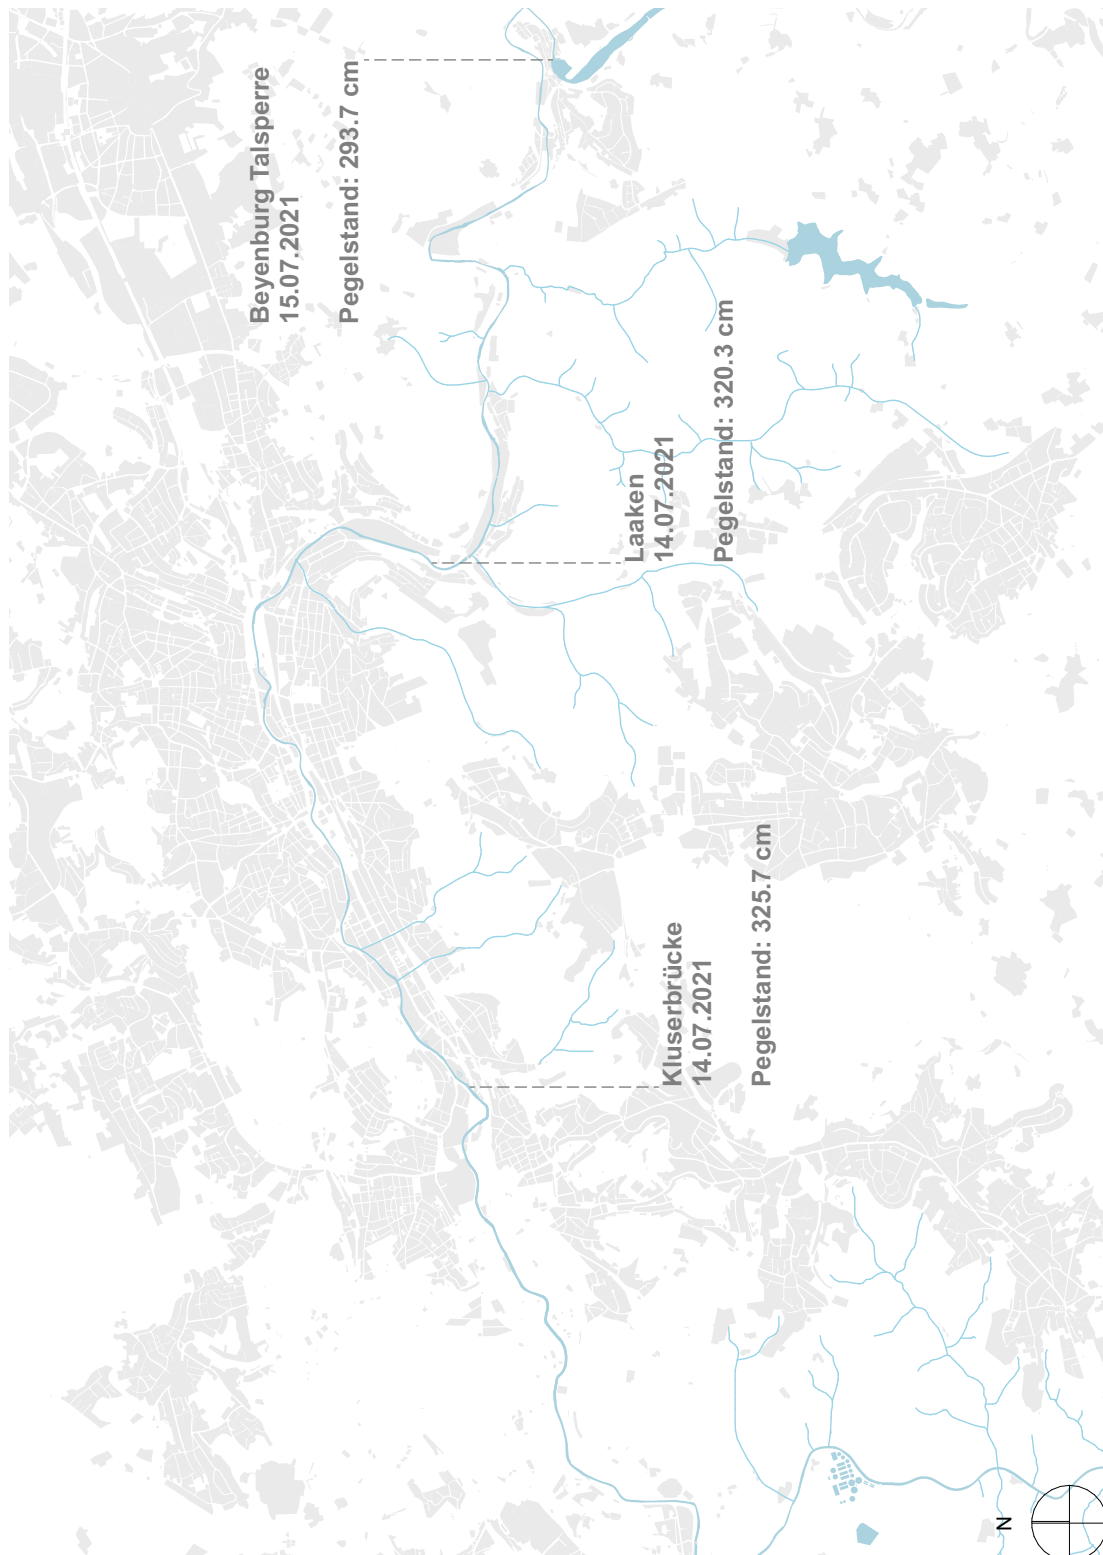 Beyenburg Talsperre
15.07.2021
Pegelstand: 293.7 cm
Laaken
14.07.2021
Pegelstand: 320.3 cm
Kluserbrücke
14.07.2021
Pegelstand: 325.7 cm
N